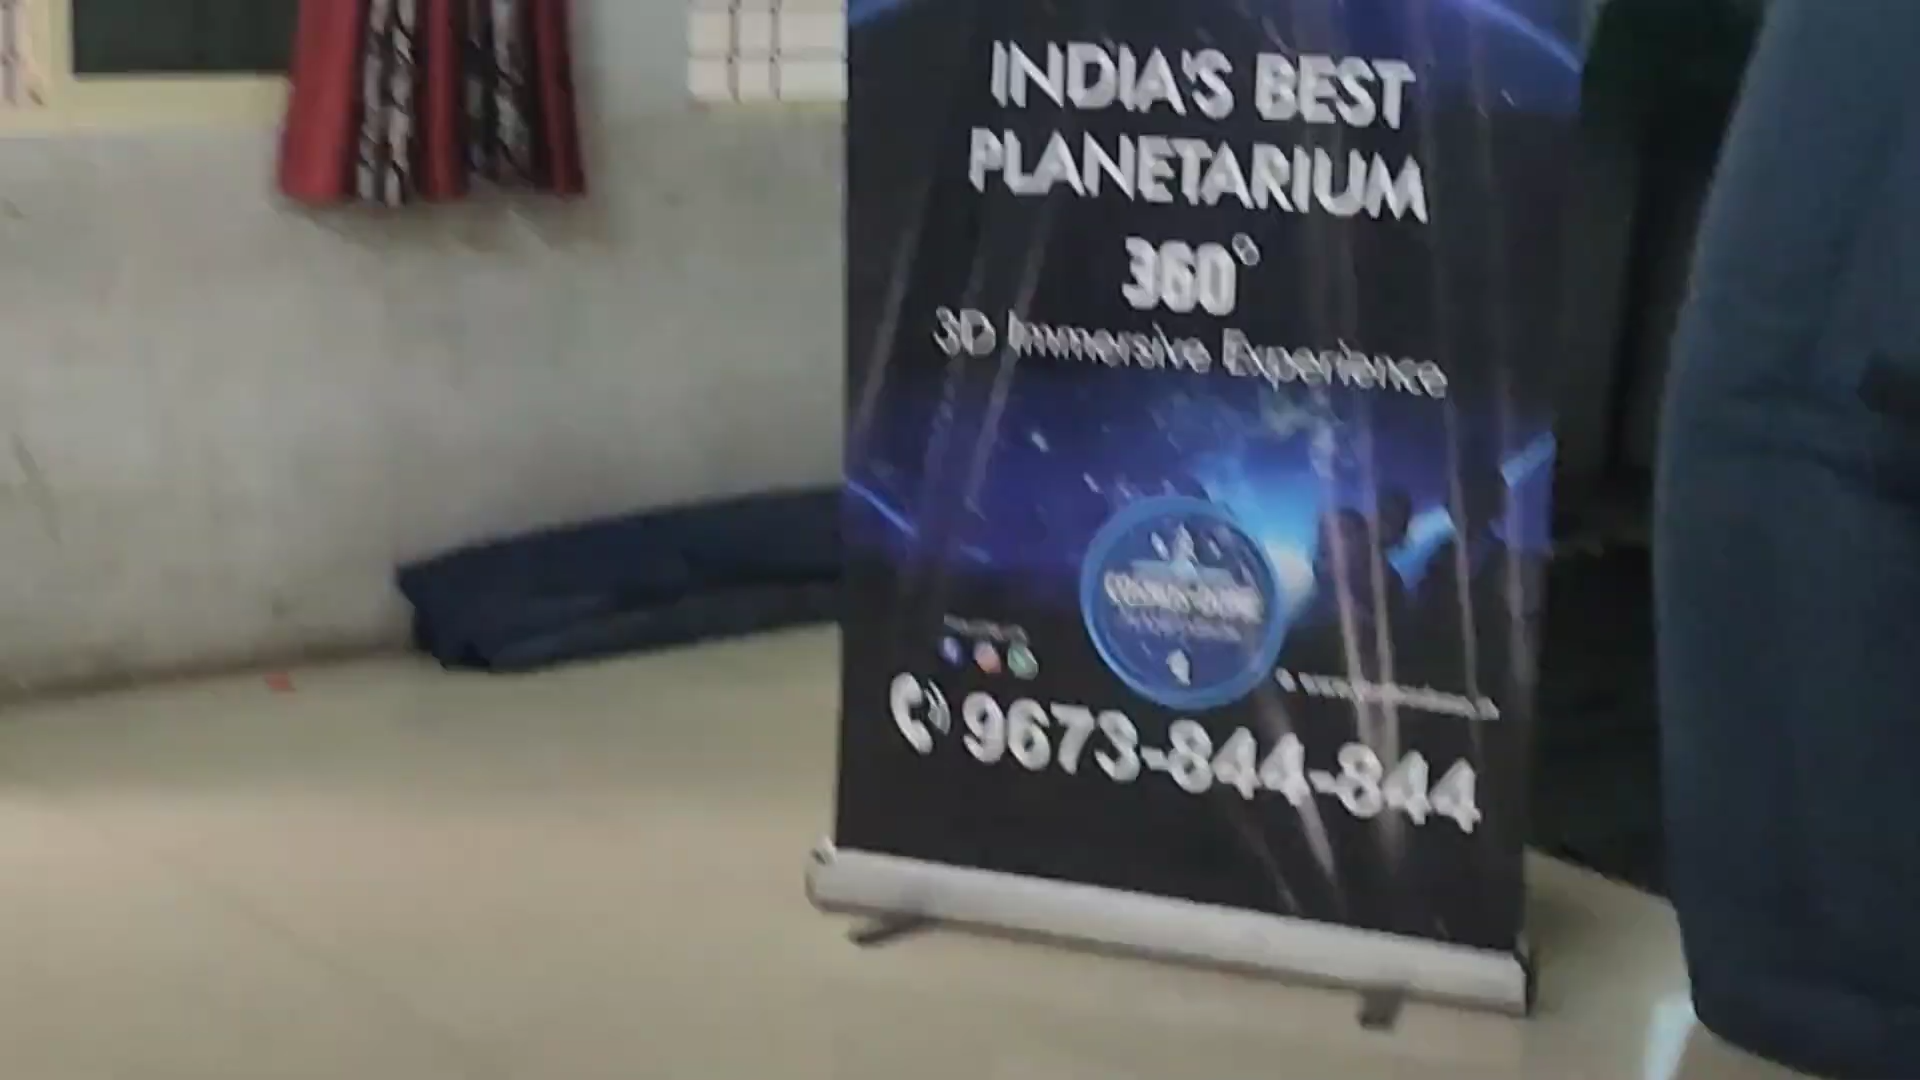 INDIA'S BEST
PLANETARIUM
360°
3D Immersive Experience
9673-844-844